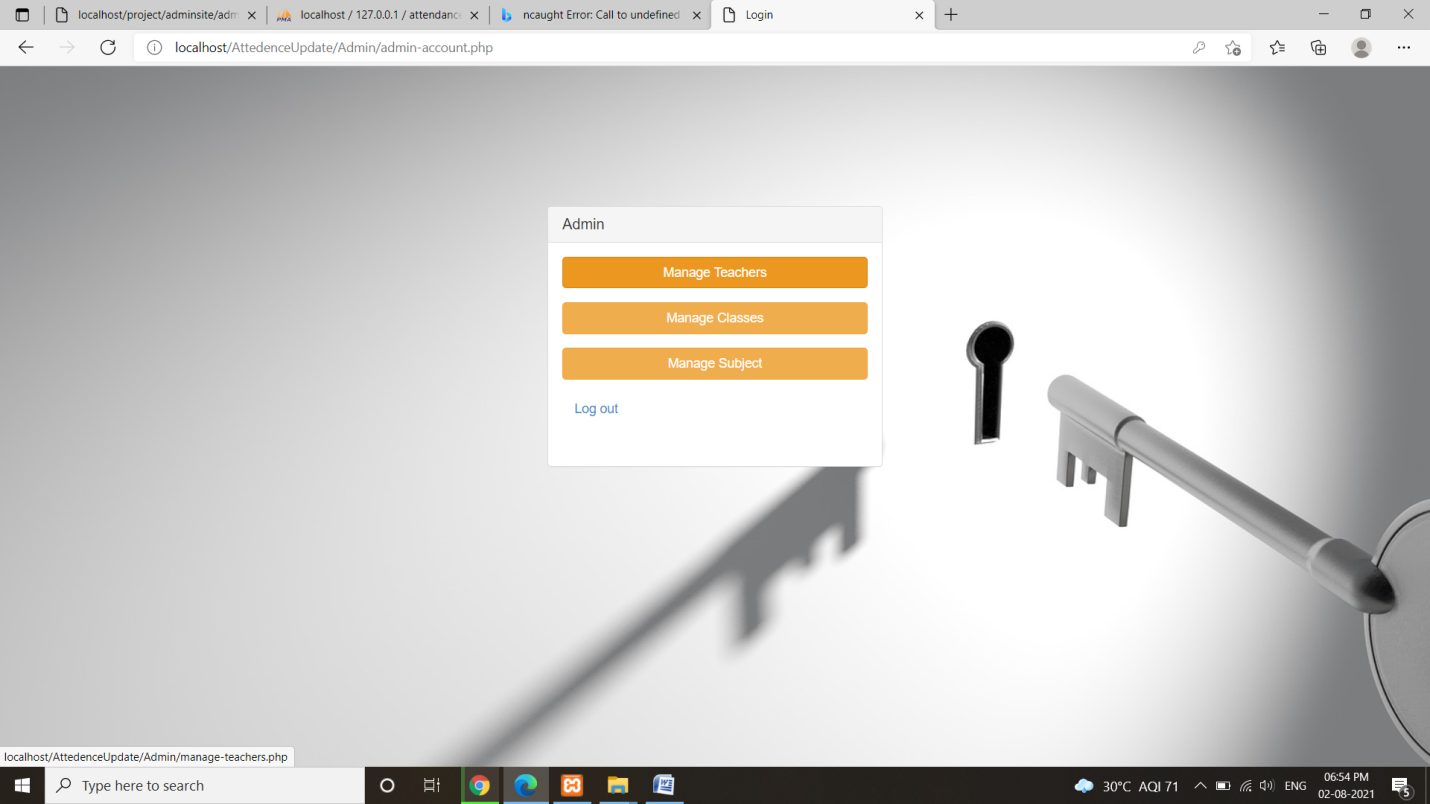 localhost/project/adminsite/adm
localhost / 127.0.0.1 / attendance
ncaught Error: Call to undefined
Login
localhost/AttedenceUpdate/Admin/admin-account.php
Admin
Manage Teachers
Manage Classes
Manage Subject
Log out
localhost/AttedenceUpdate/Admin/manage-teachers.php
Type here to search
30°C AQI 71
ENG
06:54 PM
02-08-2021
5